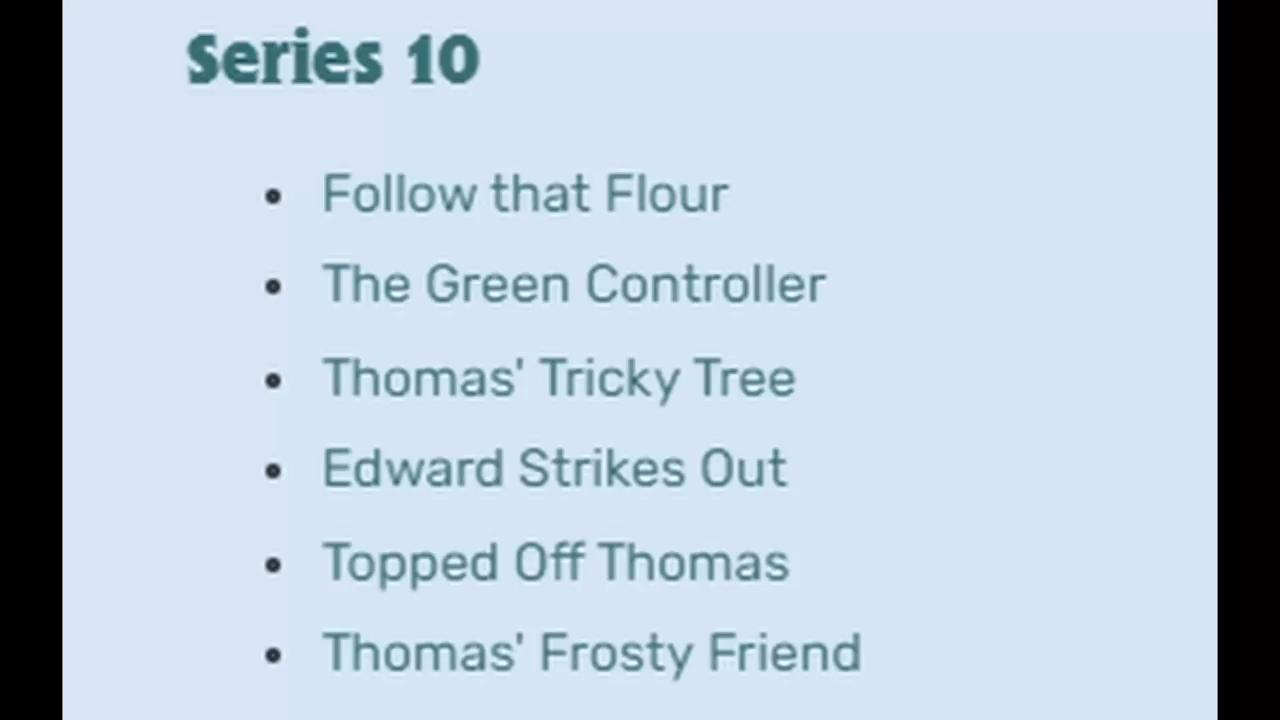 Series 10
Follow that Flour
The Green Controller
Thomas' Tricky Tree
Edward Strikes Out
Topped Off Thomas
Thomas' Frosty Friend